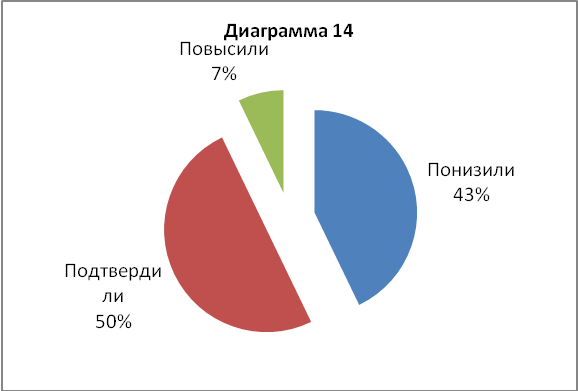 Диаграмма 14
Повысили
7%
Понизили
43%
Подтверди
ли
50%